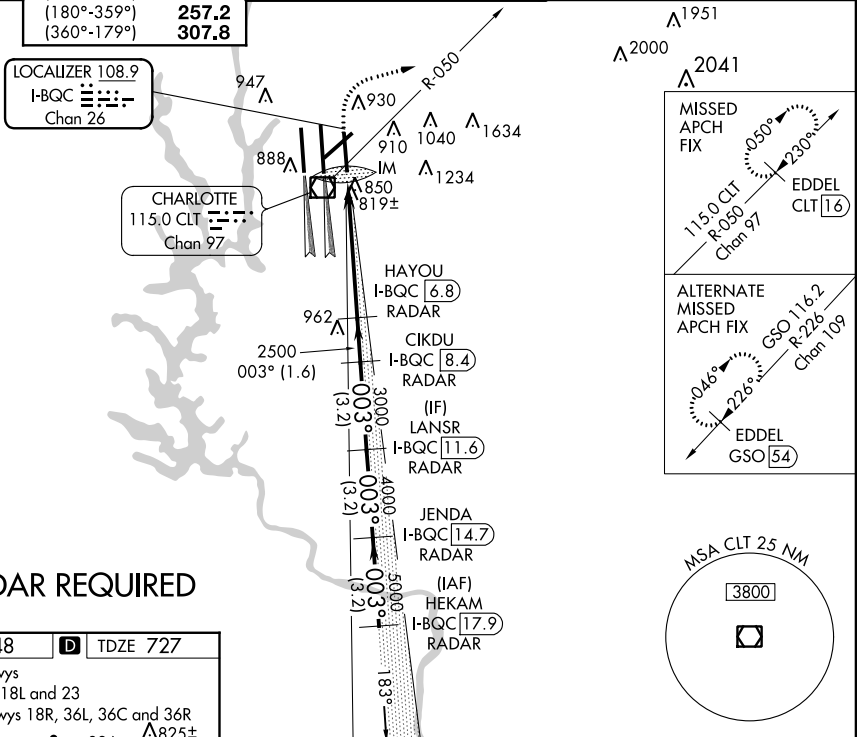 (180°-359°) 257.2
(360°-179°) 307.8
LOCALIZER 108.9
I-BQC
Chan 26
CHARLOTTE
115.0 CLT
Chan 97
947
888
930
910
1040
1634
1234
IM
850
819±
R-050
1951
2000
2041
MISSED
APCH
FIX
050°
230°
EDDEL
CLT 16
115.0 CLT
R-050
Chan 97
ALTERNATE
MISSED
APCH FIX
GSO 116.2
R-226
Chan 109
046°
226°
EDDEL
GSO 54
HAYOU
I-BQC 6.8
RADAR
962
2500
003° (1.6)
CIKDU
I-BQC 8.4
RADAR
3000
003°
(3.2)
(IF)
LANSR
I-BQC 11.6
RADAR
4000
003°
(3.2)
JENDA
I-BQC 14.7
RADAR
5000
003°
(3.2)
(IAF)
HEKAM
I-BQC 17.9
RADAR
183°
MSA CLT 25 NM
3800
DAR REQUIRED
48 D TDZE 727
wys
18L and 23
wys 18R, 36L, 36C and 36R
825±